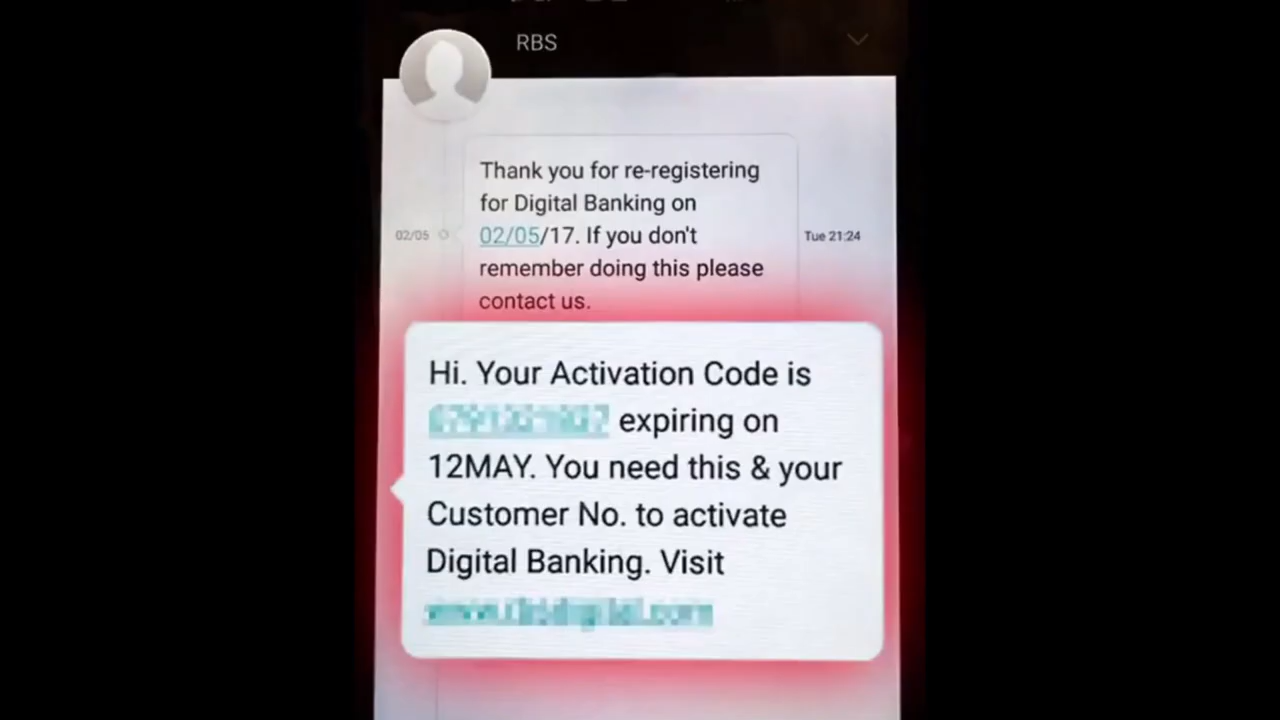 RBS
Thank you for re-registering
for Digital Banking on
02/05 02/05/17. If you don't Tue 21:24
remember doing this please
contact us.
Hi. Your Activation Code is
expiring on
12MAY. You need this & your
Customer No. to activate
Digital Banking. Visit